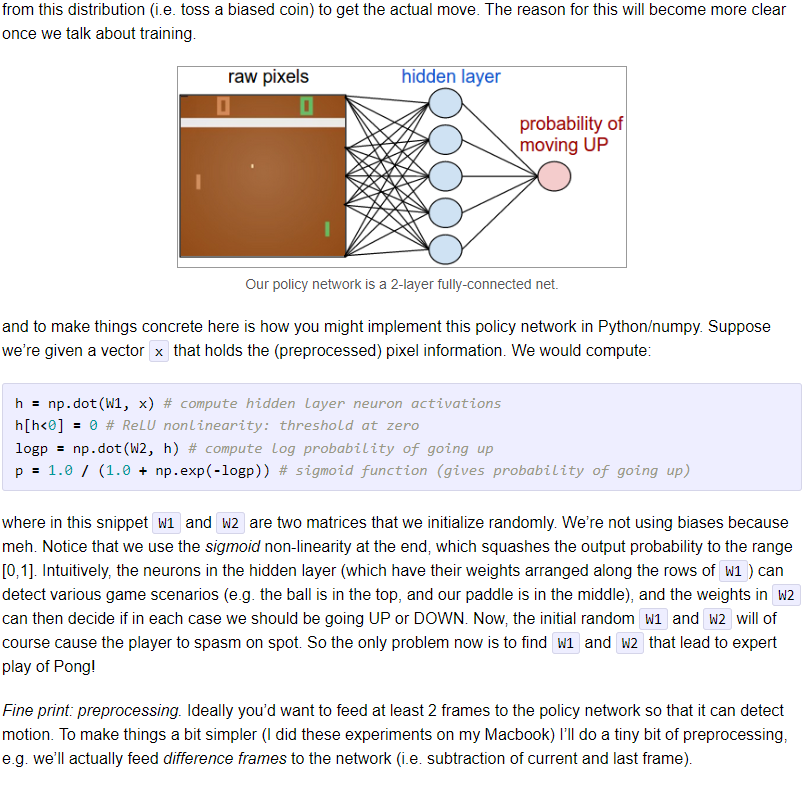 from this distribution (i.e. toss a biased coin) to get the actual move. The reason for this will become more clear
once we talk about training.
raw pixels
hidden layer
0 0
probability of
moving UP
Our policy network is a 2-layer fully-connected net.
and to make things concrete here is how you might implement this policy network in Python/numpy. Suppose
we're given a vector x that holds the (preprocessed) pixel information. We would compute:
h = np.dot(W1, x) # compute hidden layer neuron activations
h[h<0] = 0 # ReLU nonlinearity: threshold at zero
logp = np.dot(W2, h) # compute log probability of going up
p = 1.0 / (1.0 + np.exp(-logp)) # sigmoid function (gives probability of going up)
where in this snippet W1 and W2 are two matrices that we initialize randomly. We're not using biases because
meh. Notice that we use the sigmoid non-linearity at the end, which squashes the output probability to the range
[0,1]. Intuitively, the neurons in the hidden layer (which have their weights arranged along the rows of W1 ) can
detect various game scenarios (e.g. the ball is in the top, and our paddle is in the middle), and the weights in W2
can then decide if in each case we should be going UP or DOWN. Now, the initial random W1 and W2 will of
course cause the player to spasm on spot. So the only problem now is to find W1 and W2 that lead to expert
play of Pong!
Fine print: preprocessing. Ideally you'd want to feed at least 2 frames to the policy network so that it can detect
motion. To make things a bit simpler (I did these experiments on my Macbook) I'll do a tiny bit of preprocessing,
e.g. we'll actually feed difference frames to the network (i.e. subtraction of current and last frame).